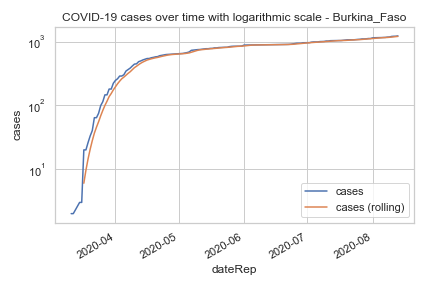 COVID-19 cases over time with logarithmic scale - Burkina_Faso
10³
10²
10¹
cases
2020-04
2020-05
2020-06
2020-07
2020-08
dateRep
cases
cases (rolling)